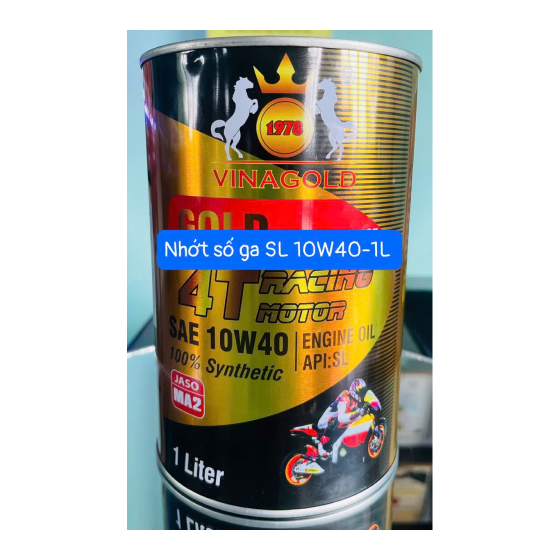 1978
VINAGOLD
GOLD
Nhớt số ga SL 10W40-1L
4T RACING
MOTOR
SAE 10W40
ENGINE OIL
100% Synthetic
API:SL
JASO
MA2
1 Liter